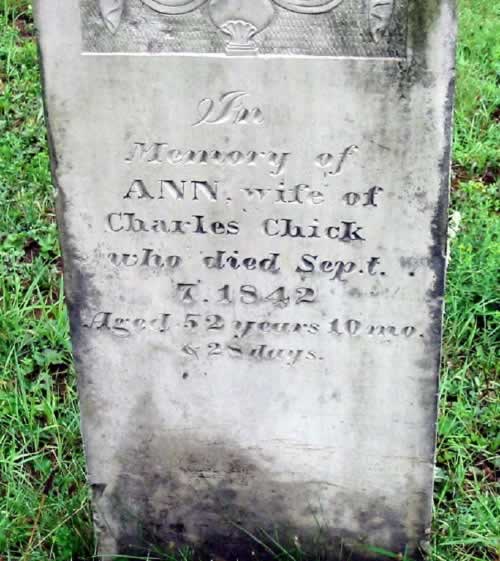 In
Memory of
ANN, wife of
Charles Chick
who died Sept.
7. 1842
Aged 52 years 10 mo.
& 28 days.